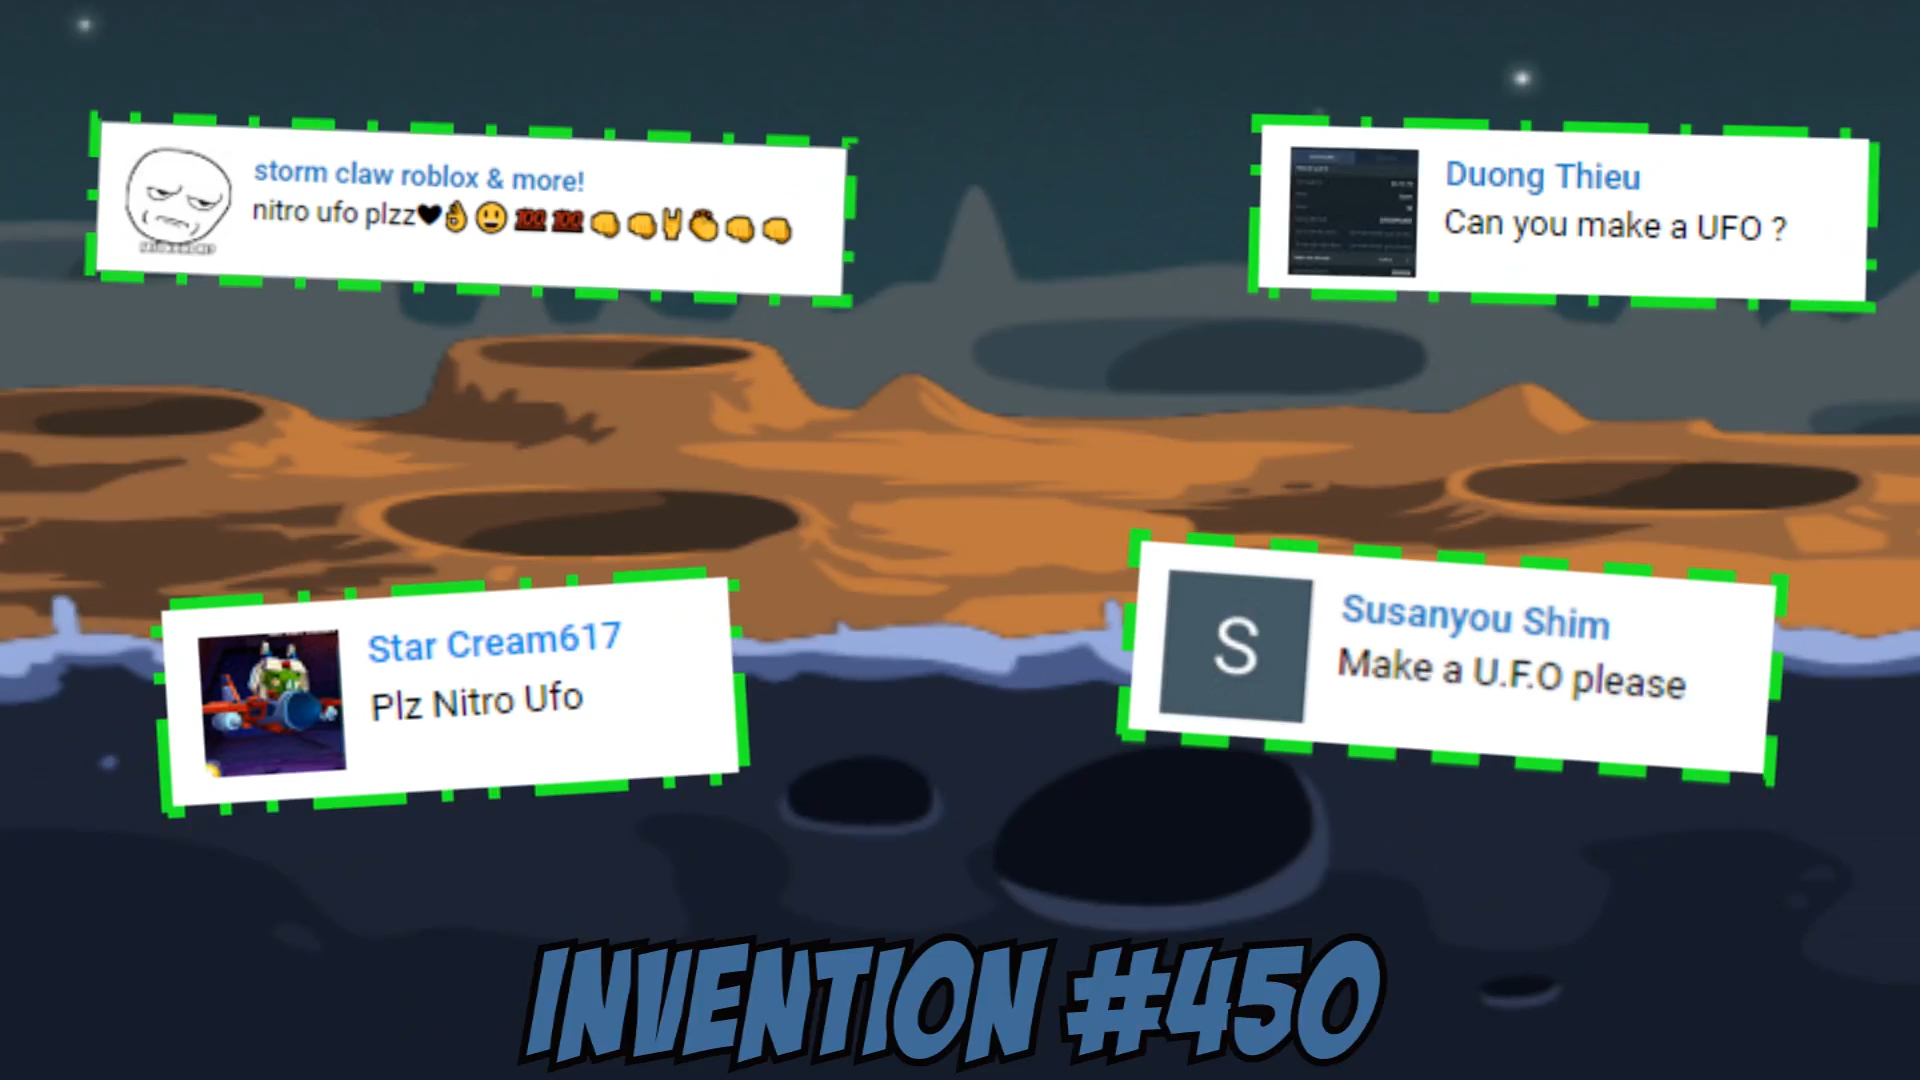 storm claw roblox & more!
nitro ufo plzz🖤👌😃💯💯👊👊🤘👏👊👊
Duong Thieu
Can you make a UFO ?
Star Cream617
Plz Nitro Ufo
S
Susanyou Shim
Make a U.F.O please
INVENTION #450